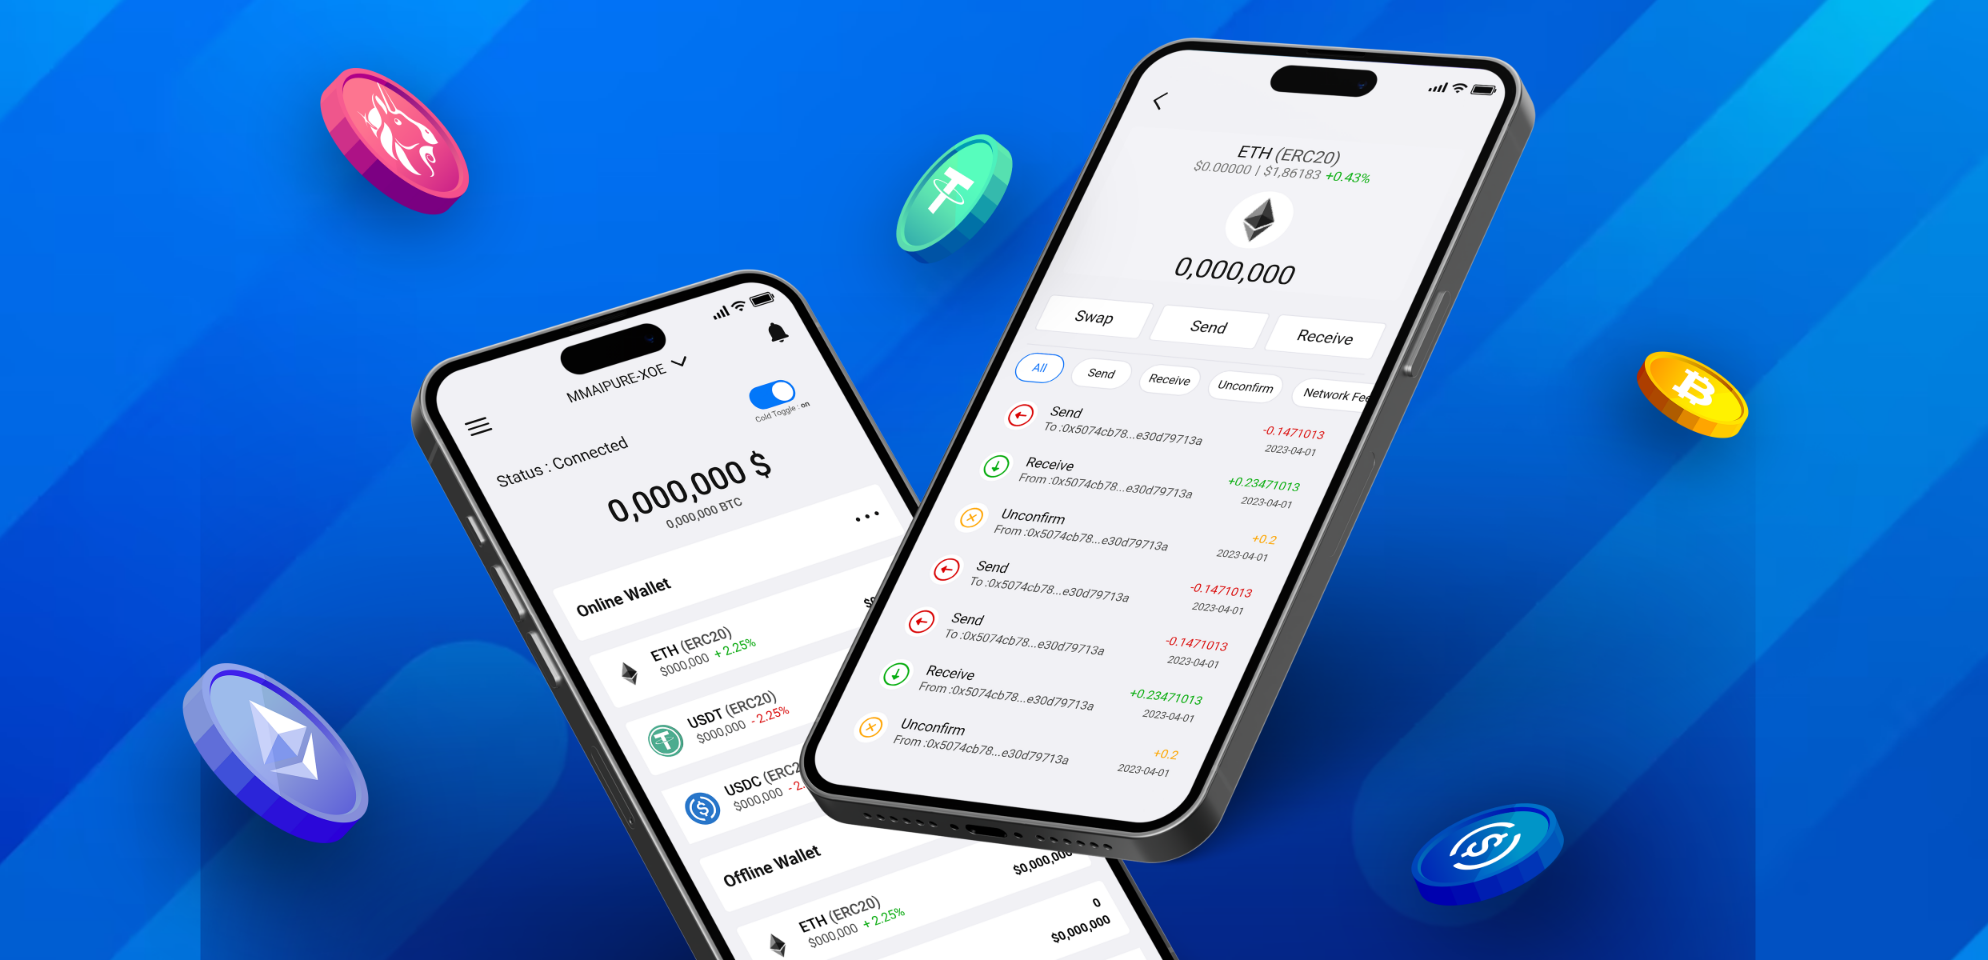 MMA|PURE-XOE
Cold Toggle : on
Status : Connected
0,000,000 $
0,000,000 BTC
Online Wallet
ETH (ERC20)
$000,000 + 2.25%
USDT (ERC20)
$000,000 - 2.25%
USDC
$000,000
Offline Wallet
$0,000,000
ETH (ERC20)
$000,000 + 2.25%
0
$0,000,000
ETH (ERC20)
$0.00000 | $1,86183 +0.43%
0,000,000
Swap Send Receive
All Send Receive Unconfirm Network Fee
Send -0.1471013
To :0x5074cb78...e30d79713a 2023-04-01
Receive +0.23471013
From :0x5074cb78...e30d79713a 2023-04-01
Unconfirm +0.2
From :0x5074cb78...e30d79713a 2023-04-01
Send -0.1471013
To :0x5074cb78...e30d79713a 2023-04-01
Send -0.1471013
To :0x5074cb78...e30d79713a 2023-04-01
Receive +0.23471013
From :0x5074cb78...e30d79713a 2023-04-01
Unconfirm +0.2
From :0x5074cb78...e30d79713a 2023-04-01